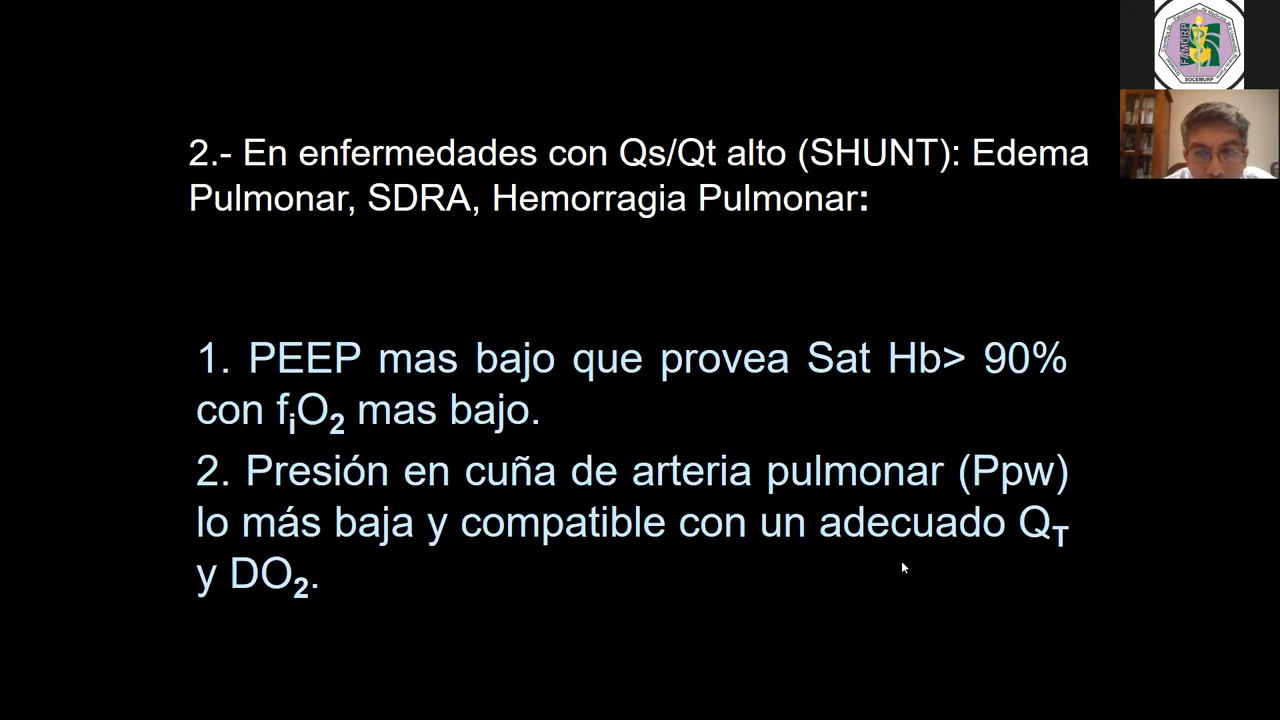 2.- En enfermedades con Qs/Qt alto (SHUNT): Edema
Pulmonar, SDRA, Hemorragia Pulmonar:
1. PEEP mas bajo que provea Sat Hb> 90%
con fiO2 mas bajo.
2. Presión en cuña de arteria pulmonar (Ppw)
lo más baja y compatible con un adecuado QT
y DO2.
FAMURP
SOCEMURP